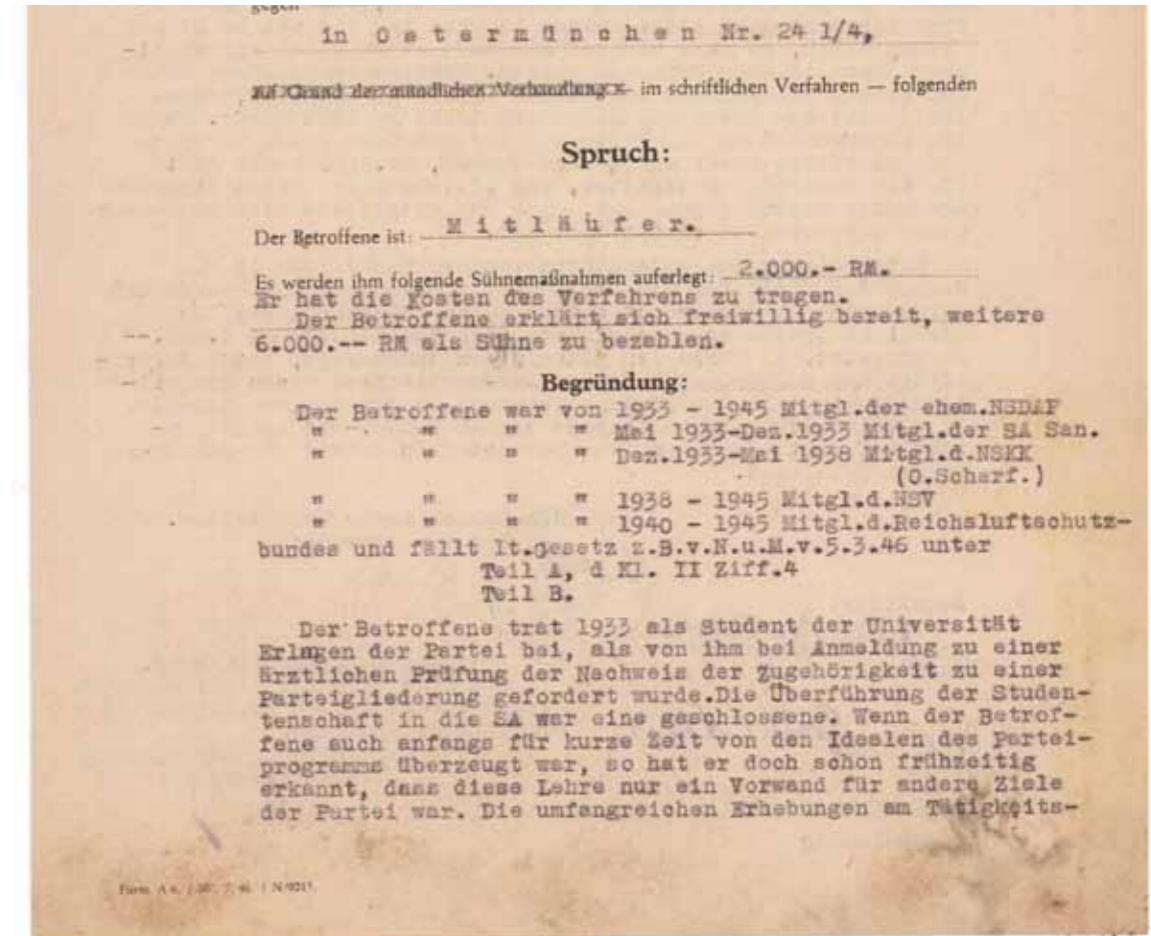 gegen
in Ostermünchen Nr. 24 1/4,
Auf Grund der mündlichen Verhandlung — im schriftlichen Verfahren — folgenden
Spruch:
Der Betroffene ist: Mitläufer.
Es werden ihm folgende Sühnemaßnahmen auferlegt: 2.000.- RM.
Er hat die Kosten des Verfahrens zu tragen.
Der Betroffene erklärt sich freiwillig bereit, weitere
6.000.-- RM als Sühne zu bezahlen.
Begründung:
Der Betroffene war von 1933 - 1945 Mitgl.der ehem.NSDAP
" " " " Mai 1933-Dez.1933 Mitgl.der SA San.
" " " " Dez.1933-Mai 1938 Mitgl.d.NSKK
(O.Scharf.)
" " " " 1938 - 1945 Mitgl.d.NSV
" " " " 1940 - 1945 Mitgl.d.Reichsluftschutz-
bundes und fällt lt.gesetz z.B.v.N.u.M.v.5.3.46 unter
Teil A, d Kl. II Ziff.4
Teil B.
Der Betroffene trat 1933 als Student der Universität
Erlagen der Partei bei, als von ihm bei Anmeldung zu einer
ärztlichen Prüfung der Nachweis der Zugehörigkeit zu einer
Parteigliederung gefordert wurde.Die Überführung der Studen-
tenschaft in die SA war eine geschlossene. Wenn der Betrof-
fene auch anfangs für kurze Zeit von den Idealen des Partei-
programms überzeugt war, so hat er doch schon frühzeitig
erkannt, dass diese Lehre nur ein Vorwand für andere Ziele
der Partei war. Die umfangreichen Erhebungen am Tätigkeits-
Form. A